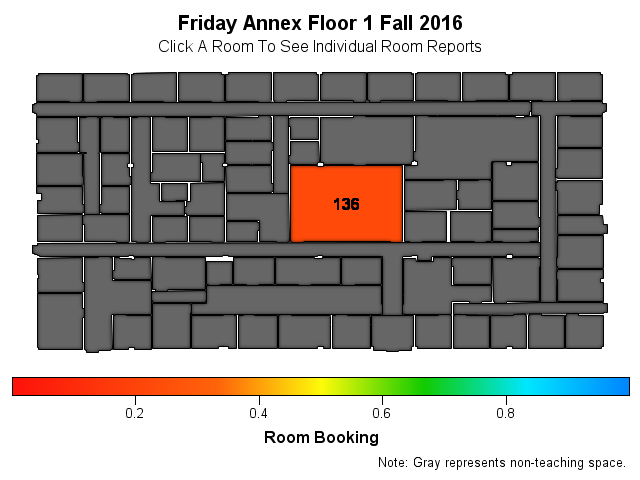 Friday Annex Floor 1 Fall 2016
Click A Room To See Individual Room Reports
136
0.2 0.4 0.6 0.8
Room Booking
Note: Gray represents non-teaching space.